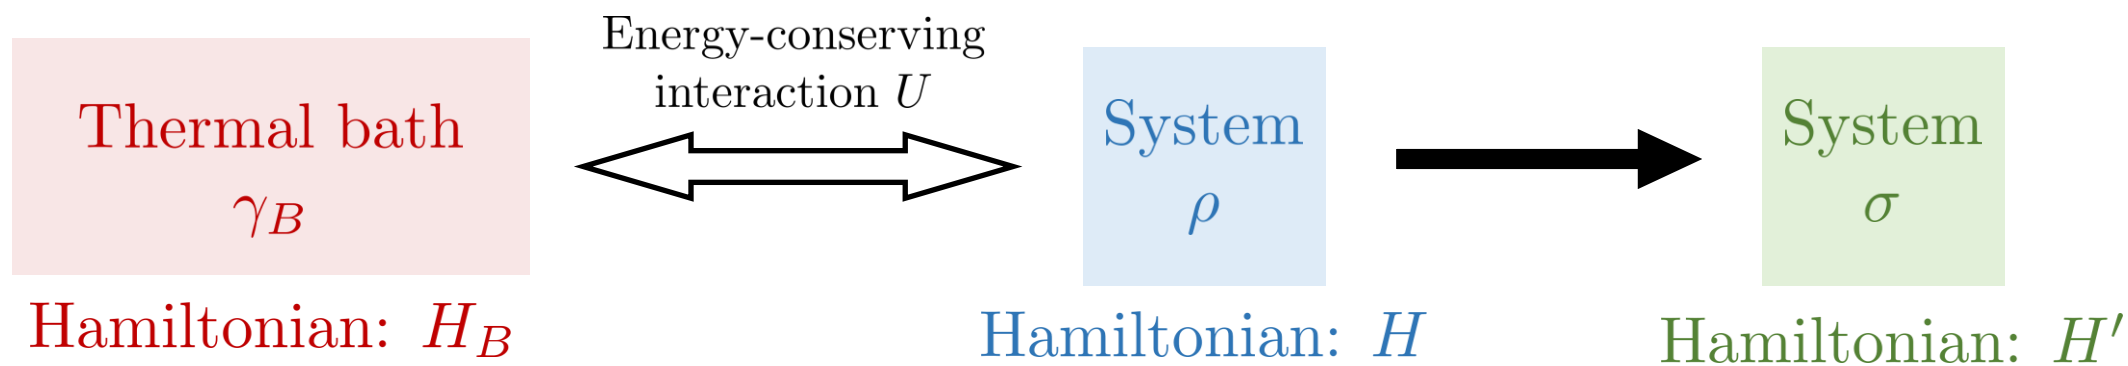 Energy-conserving
interaction U
Thermal bath
γ_B
Hamiltonian: H_B
System
ρ
Hamiltonian: H
System
σ
Hamiltonian: H′